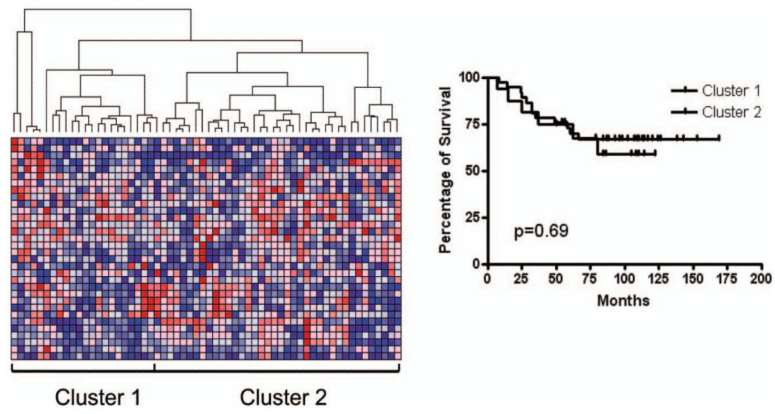 Cluster 1
Cluster 2
Percentage of Survival
100
75
50
25
0
Cluster 1
Cluster 2
p=0.69
0 25 50 75 100 125 150 175 200
Months